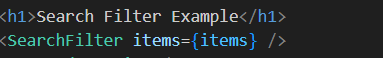 <h1>Search Filter Example</h1>
<SearchFilter items={items} />